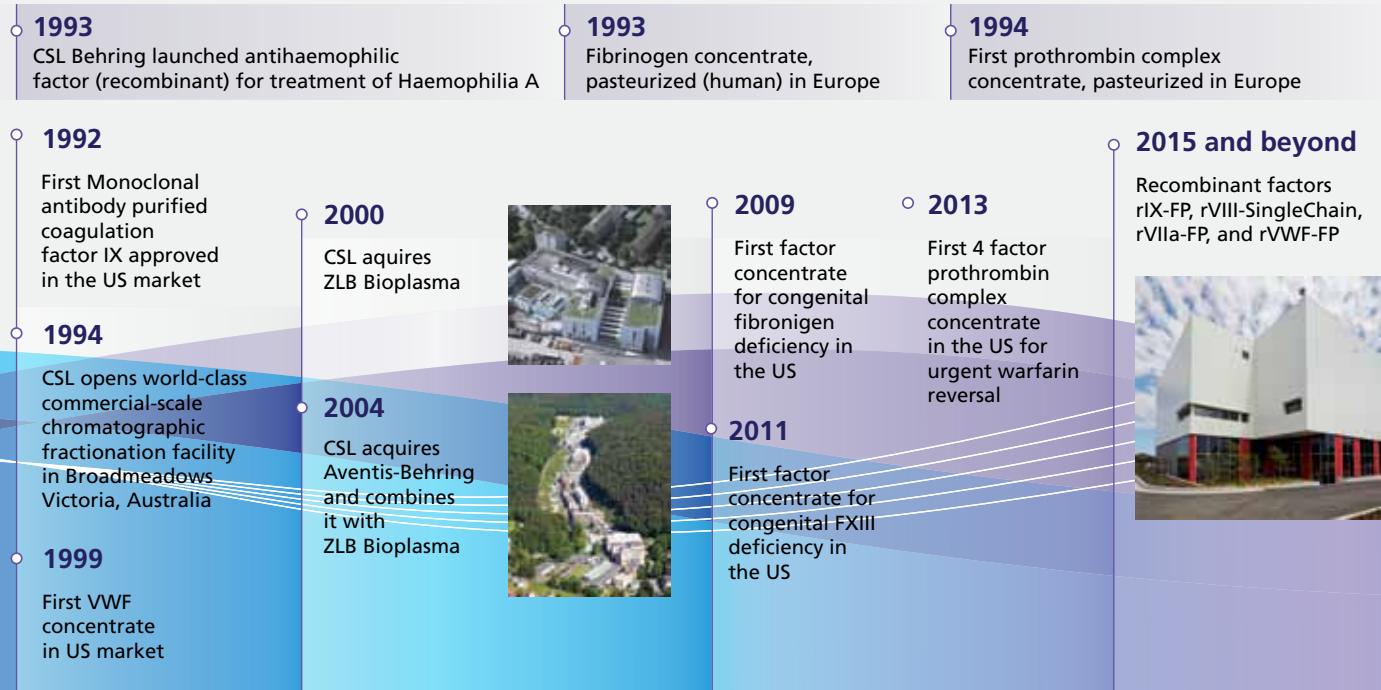 1993
CSL Behring launched antihaemophilic
factor (recombinant) for treatment of Haemophilia A
1993
Fibrinogen concentrate,
pasteurized (human) in Europe
1994
First prothrombin complex
concentrate, pasteurized in Europe
1992
First Monoclonal
antibody purified
coagulation
factor IX approved
in the US market
1994
CSL opens world-class
commercial-scale
chromatographic
fractionation facility
in Broadmeadows
Victoria, Australia
1999
First VWF
concentrate
in US market
2000
CSL aquires
ZLB Bioplasma
2004
CSL acquires
Aventis-Behring
and combines
it with
ZLB Bioplasma
2009
First factor
concentrate
for congenital
fibronigen
deficiency in
the US
2011
First factor
concentrate for
congenital FXIII
deficiency in
the US
2013
First 4 factor
prothrombin
complex
concentrate
in the US for
urgent warfarin
reversal
2015 and beyond
Recombinant factors
rIX-FP, rVIII-SingleChain,
rVIIa-FP, and rVWF-FP